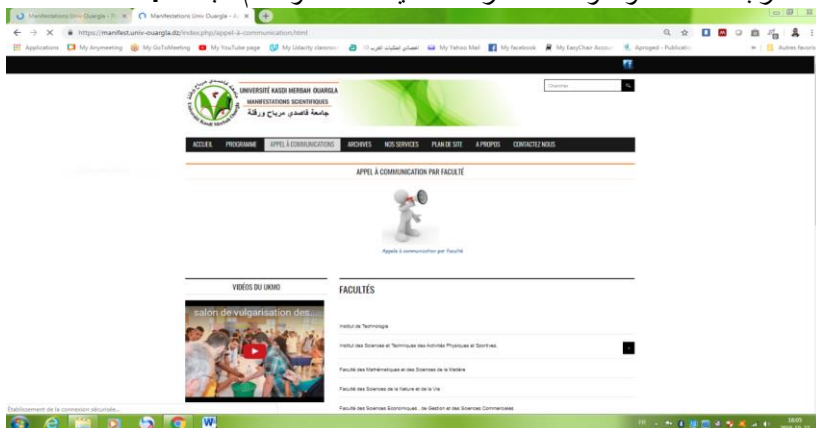 Manifestations Univ Ouargla - Manifestations Univ Ouargla - A
https://manifest.univ-ouargla.dz/index.php/appel-a-communication.html
Applications My Anymeeting My GoToMeeting My YouTube page My Udacity classroom My Yahoo Mail My facebook My EasyChair Accoun Aproged - Publicatio Autres favoris
UNIVERSITÉ KASDI MERBAH OUARGLA
MANIFESTATIONS SCIENTIFIQUES
جامعة قاصدي مرباح ورقلة
Chercher
ACCUEIL PROGRAMME APPEL À COMMUNICATIONS ARCHIVES NOS SERVICES PLAN DE SITE A PROPOS CONTACTEZ NOUS
APPEL À COMMUNICATION PAR FACULTÉ
Appels à communication par faculté
VIDÉOS DU UKMO
FACULTÉS
salon de vulgarisation des...
Institut de Technologie
Institut des Sciences et Techniques des Activités Physiques et Sportives.
Faculté des Mathématiques et des Sciences de la Matière
Faculté des Sciences de la Nature et de la Vie
Faculté des Sciences Economiques , de Gestion et des Sciences Commerciales
Établissement de la connexion sécurisée...
FR 16:05